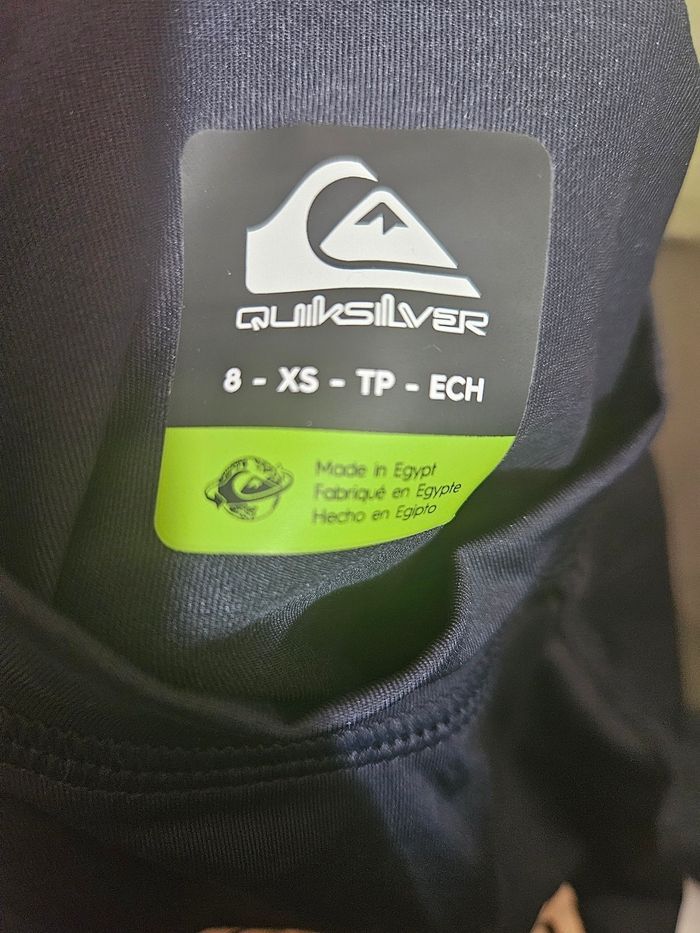 QUIKSILVER
8 - XS - TP - ECH
Made in Egypt
Fabriqué en Egypte
Hecho en Egipto